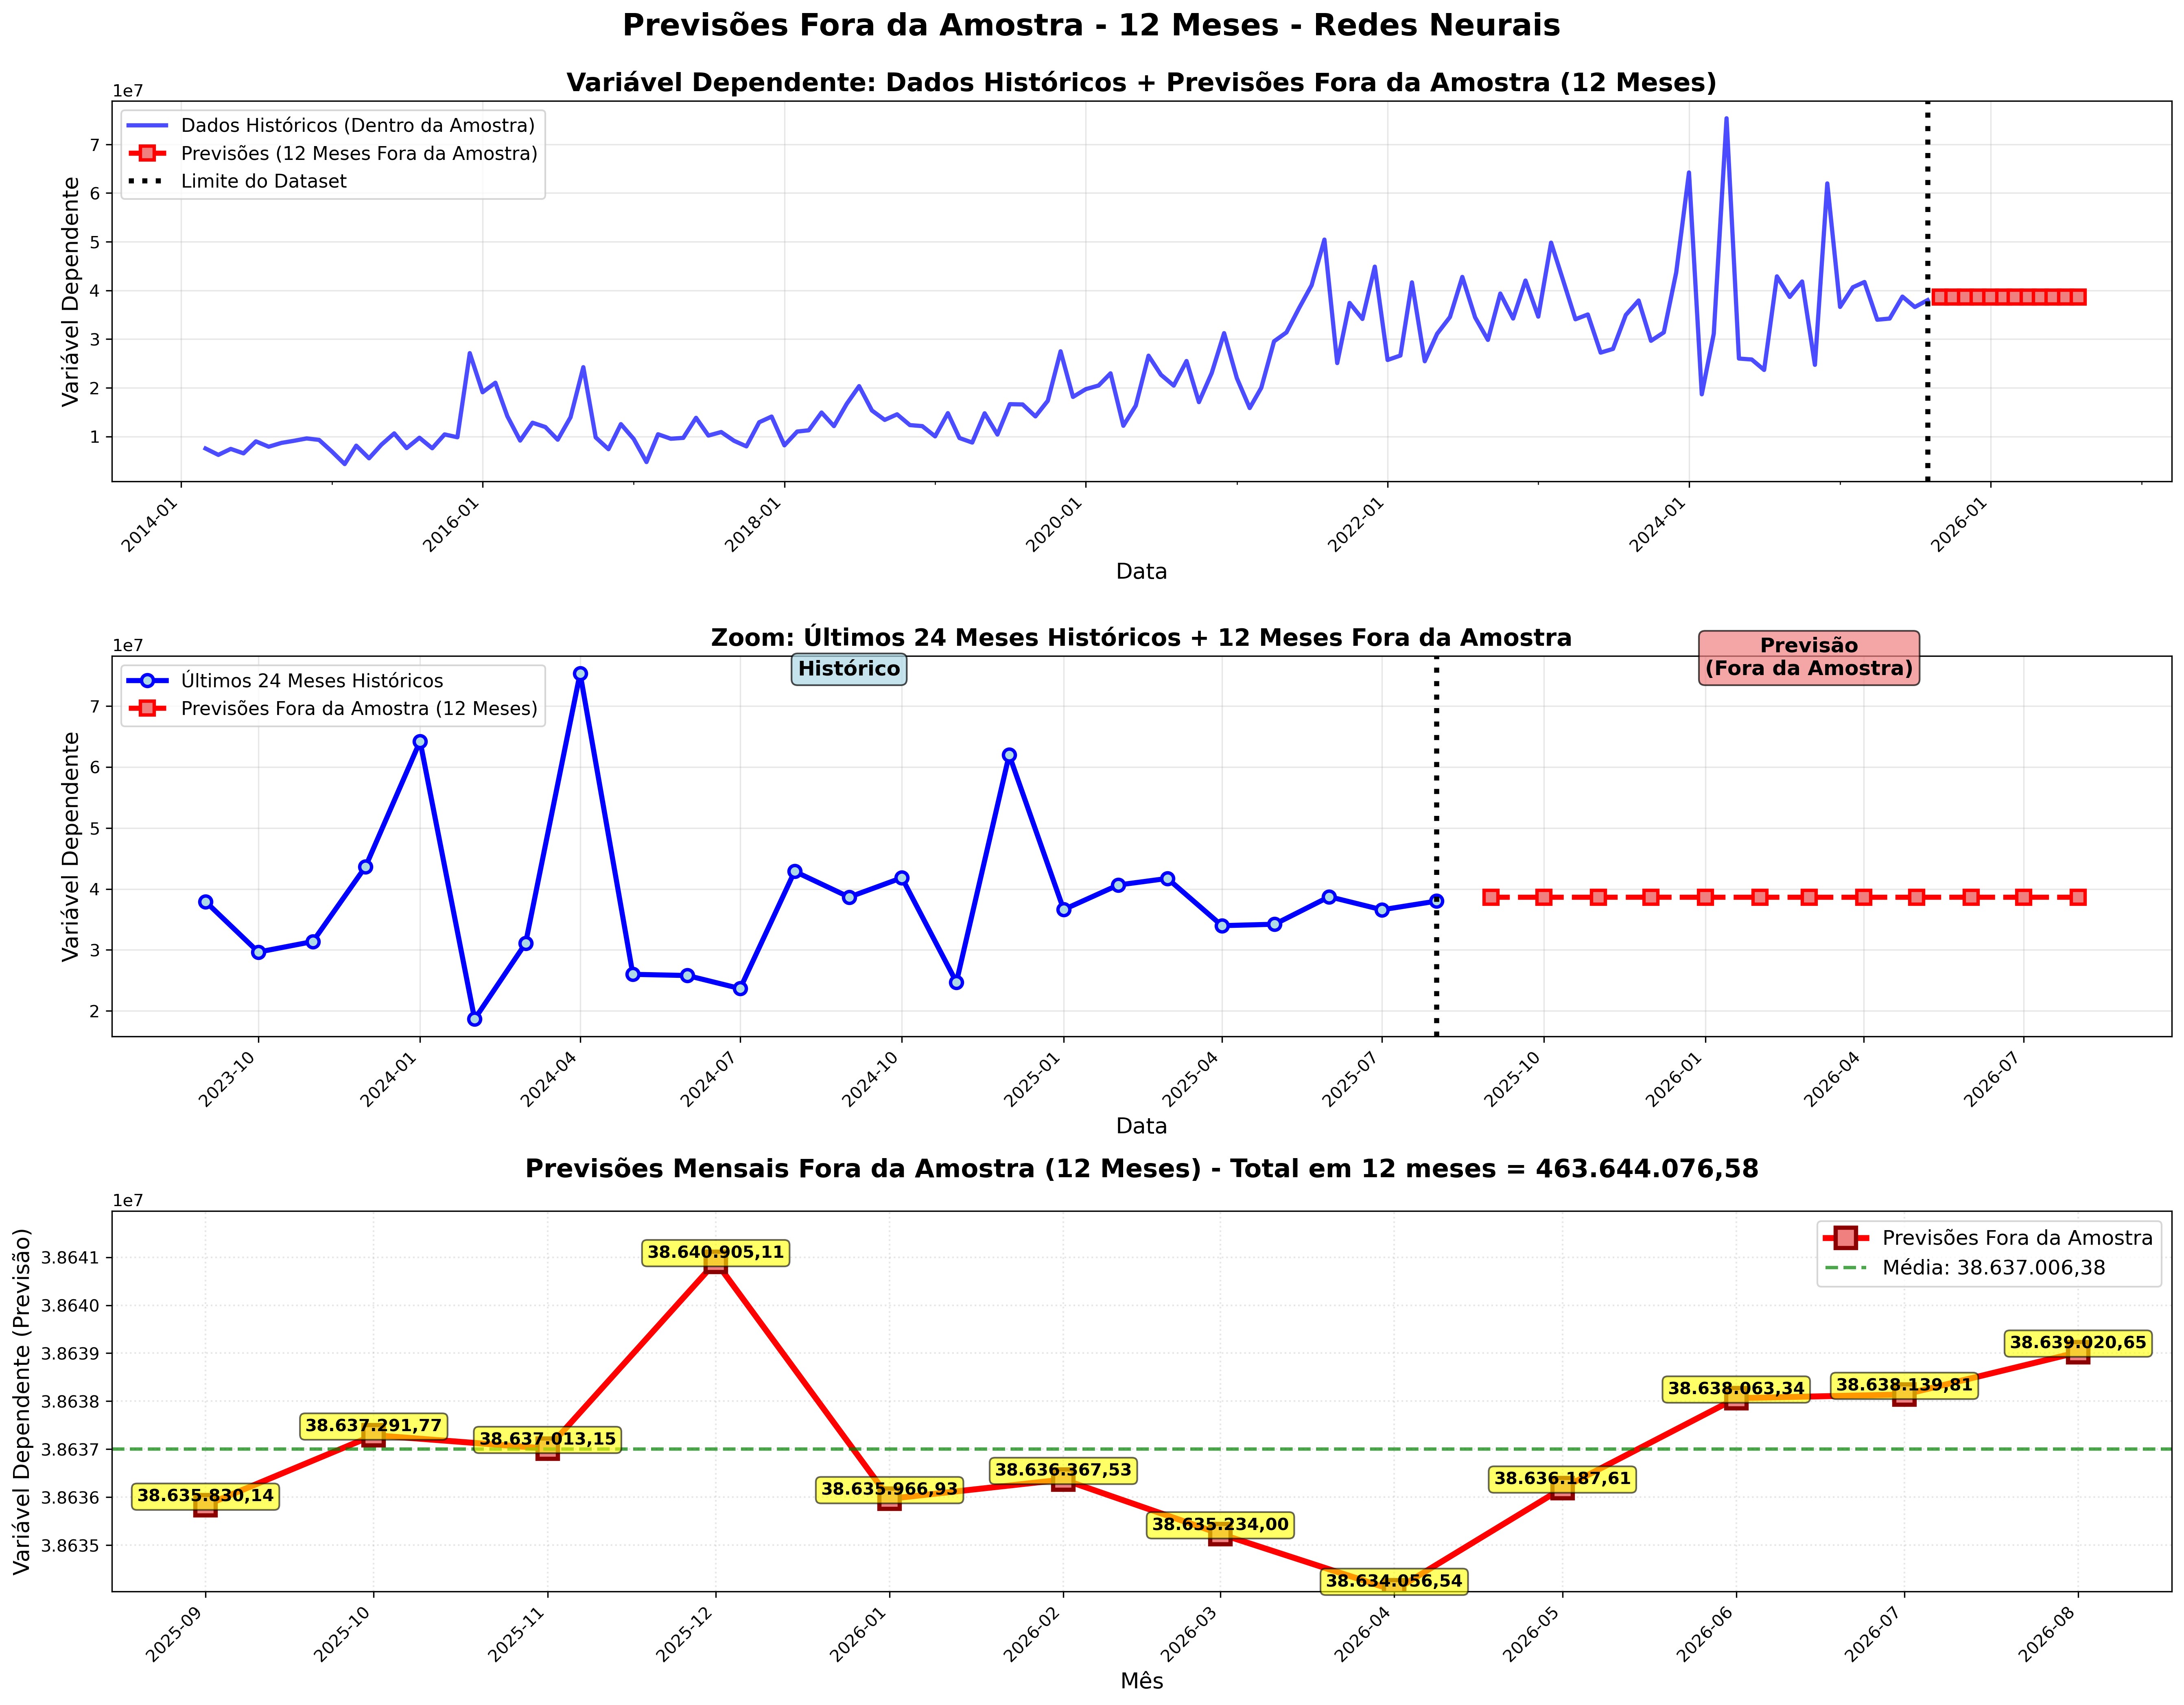 Previsões Fora da Amostra - 12 Meses - Redes Neurais
Variável Dependente: Dados Históricos + Previsões Fora da Amostra (12 Meses)
1e7
Dados Históricos (Dentro da Amostra)
Previsões (12 Meses Fora da Amostra)
Limite do Dataset
Variável Dependente
7
6
5
4
3
2
1
2014-01
2016-01
2018-01
2020-01
2022-01
2024-01
2026-01
Data
Zoom: Últimos 24 Meses Históricos + 12 Meses Fora da Amostra
1e7
Últimos 24 Meses Históricos
Previsões Fora da Amostra (12 Meses)
Histórico
Previsão
(Fora da Amostra)
Variável Dependente
7
6
5
4
3
2
2023-10
2024-01
2024-04
2024-07
2024-10
2025-01
2025-04
2025-07
2025-10
2026-01
2026-04
2026-07
Data
Previsões Mensais Fora da Amostra (12 Meses) - Total em 12 meses = 463.644.076,58
1e7
Previsões Fora da Amostra
Média: 38.637.006,38
Variável Dependente (Previsão)
3.8641
3.8640
3.8639
3.8638
3.8637
3.8636
3.8635
38.635.830,14
38.637.291,77
38.637.013,15
38.640.905,11
38.635.966,93
38.636.367,53
38.635.234,00
38.634.056,54
38.636.187,61
38.638.063,34
38.638.139,81
38.639.020,65
2025-09
2025-10
2025-11
2025-12
2026-01
2026-02
2026-03
2026-04
2026-05
2026-06
2026-07
2026-08
Mês